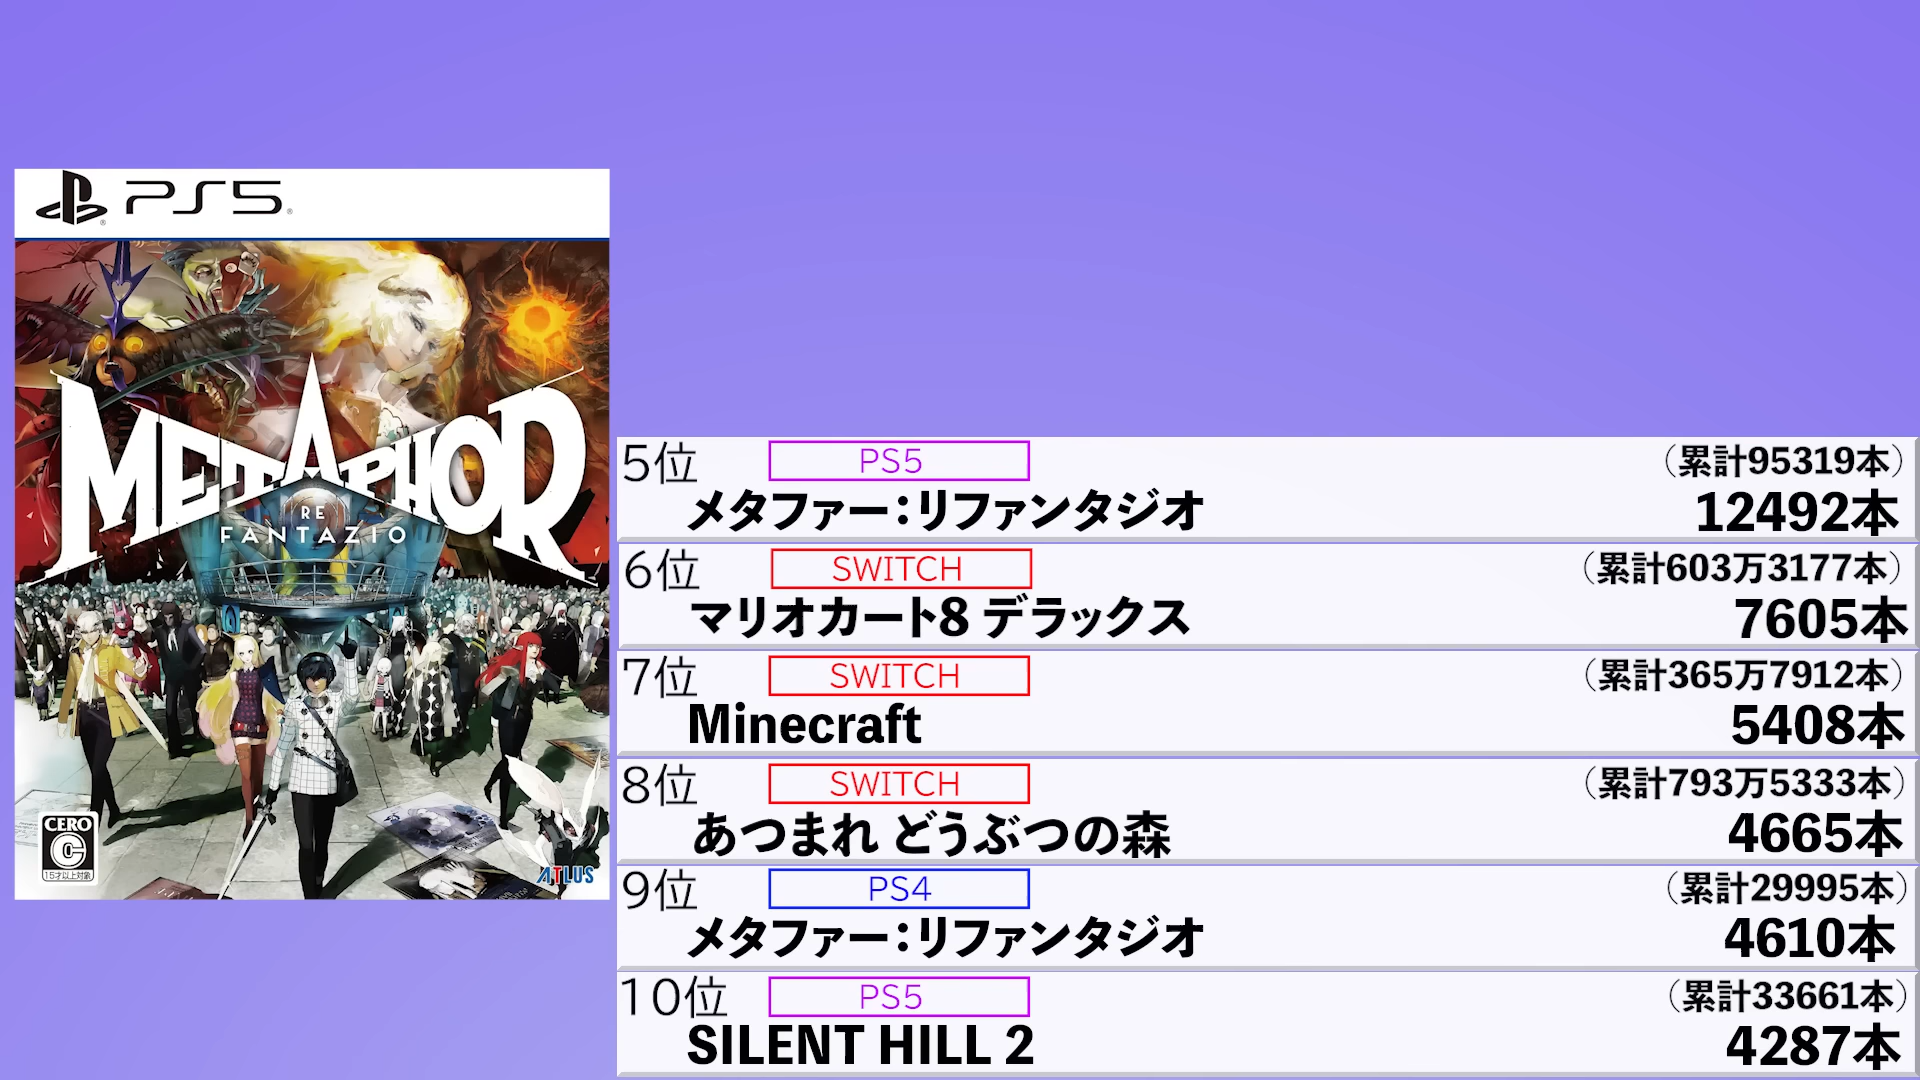 PS5
METAPHOR
RE
FANTAZIO
CERO
C
15才以上対象
ATLUS
5位 PS5 (累計95319本)
メタファー：リファンタジオ 12492本
6位 SWITCH (累計603万3177本)
マリオカート8 デラックス 7605本
7位 SWITCH (累計365万7912本)
Minecraft 5408本
8位 SWITCH (累計793万5333本)
あつまれ どうぶつの森 4665本
9位 PS4 (累計29995本)
メタファー：リファンタジオ 4610本
10位 PS5 (累計33661本)
SILENT HILL 2 4287本